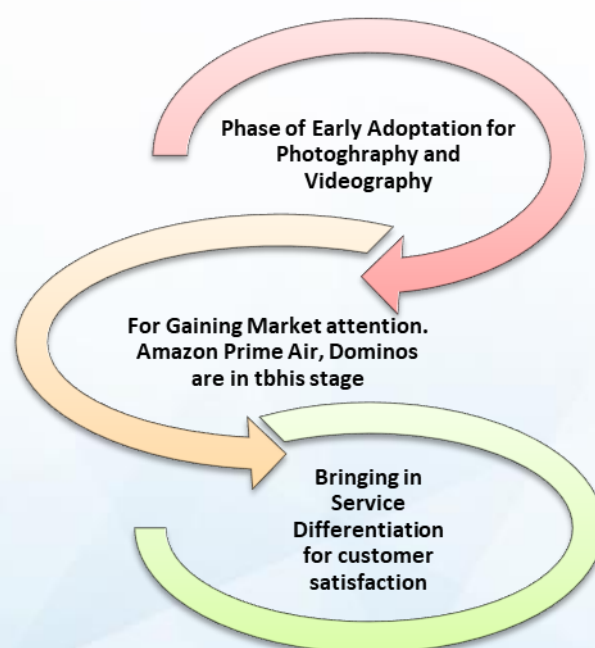 Phase of Early Adoptation for
Photoghraphy and
Videography
For Gaining Market attention.
Amazon Prime Air, Dominos
are in tbhis stage
Bringing in
Service
Differentiation
for customer
satisfaction